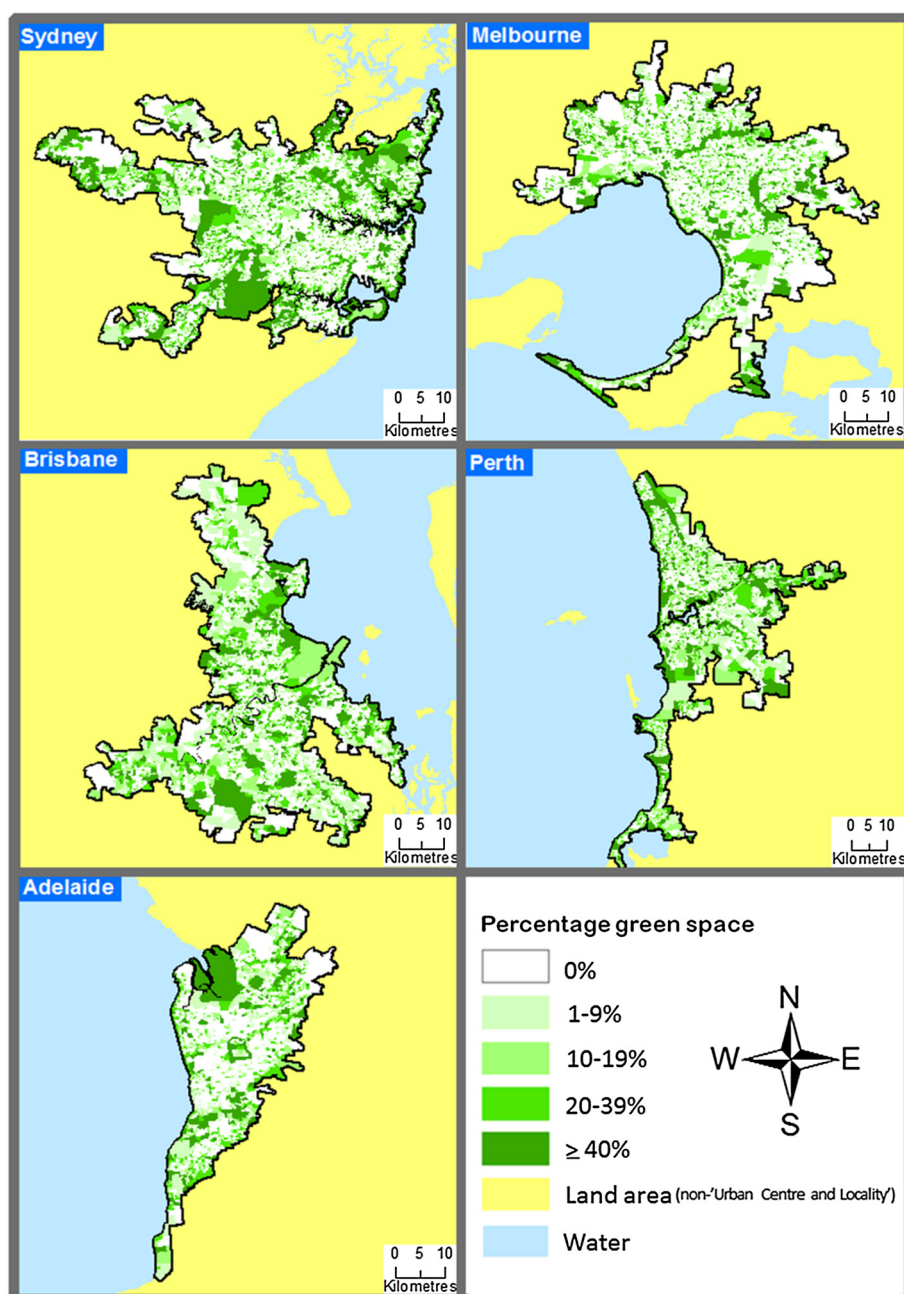 Sydney
0 5 10
Kilometres
Melbourne
0 5 10
Kilometres
Brisbane
0 5 10
Kilometres
Perth
0 5 10
Kilometres
Adelaide
0 5 10
Kilometres
Percentage green space
0%
1-9%
10-19%
20-39%
≥ 40%
Land area (non-'Urban Centre and Locality')
Water
N
W E
S